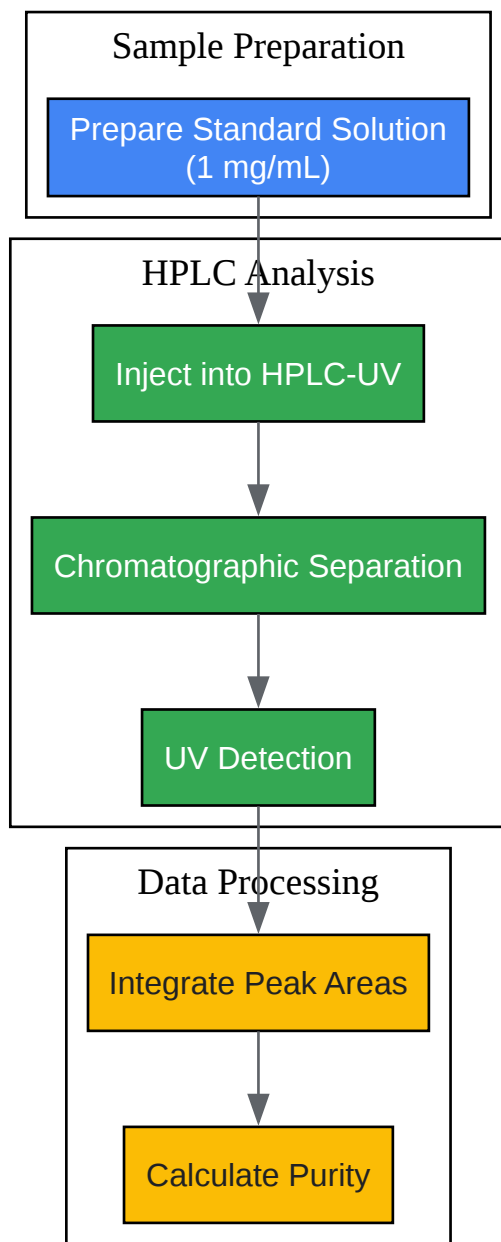 Sample Preparation
Prepare Standard Solution
(1 mg/mL)
HPLC Analysis
Inject into HPLC-UV
Chromatographic Separation
UV Detection
Data Processing
Integrate Peak Areas
Calculate Purity